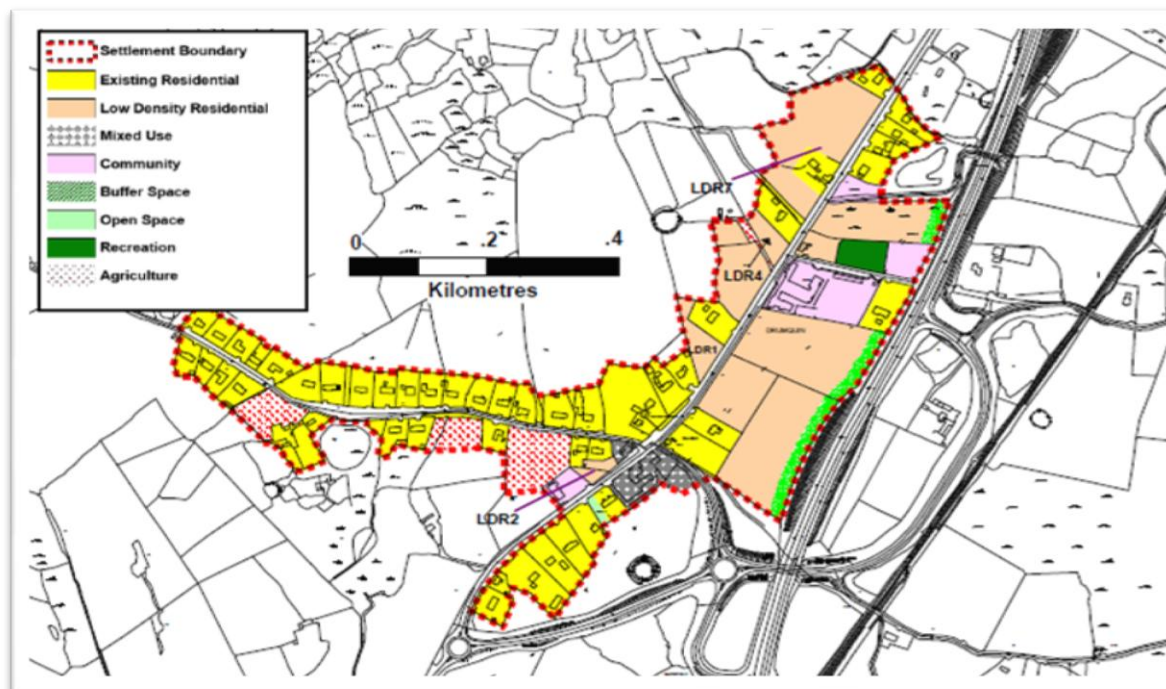 Settlement Boundary
Existing Residential
Low Density Residential
Mixed Use
Community
Buffer Space
Open Space
Recreation
Agriculture
0 .2 .4
Kilometres
LDR7
LDR4
LDR1
LDR2